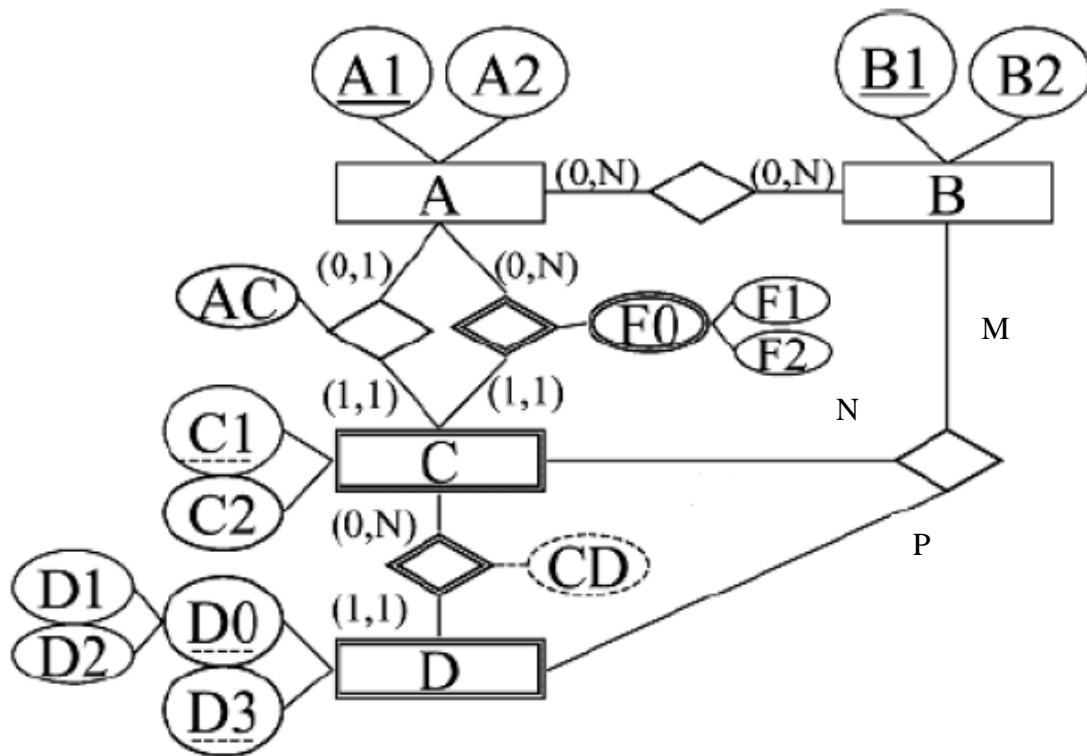 A1 A2 B1 B2
A (0,N) (0,N) B
(0,1) (0,N)
AC F0 F1
F2 M
(1,1) (1,1) N
C1 C
C2
(0,N) P
CD
D1 (1,1)
D2 D0 D
D3